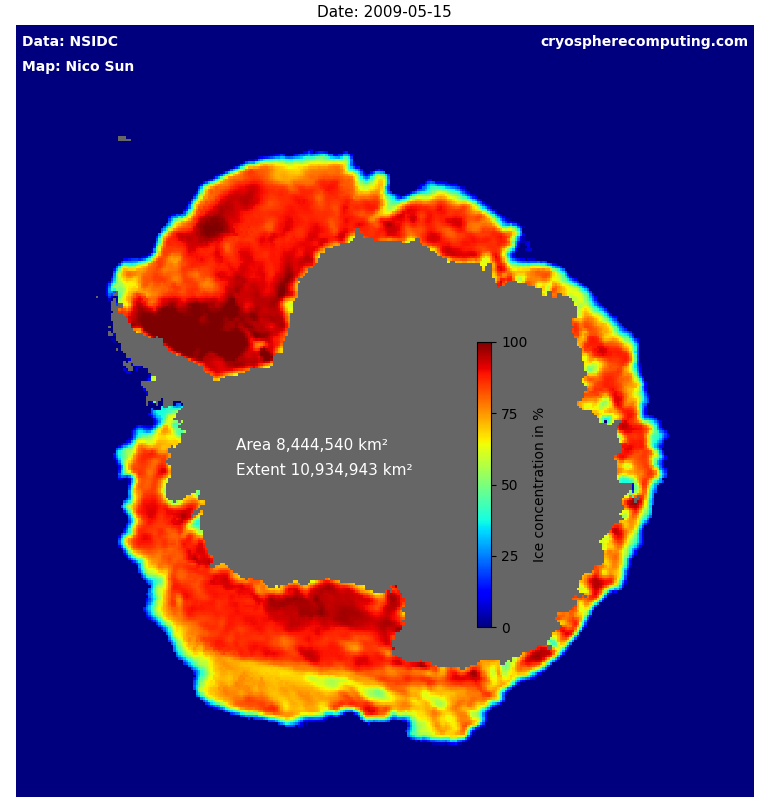 Date: 2009-05-15
Data: NSIDC
cryospherecomputing.com
Map: Nico Sun
100
75
50
25
0
Ice concentration in %
Area 8,444,540 km²
Extent 10,934,943 km²